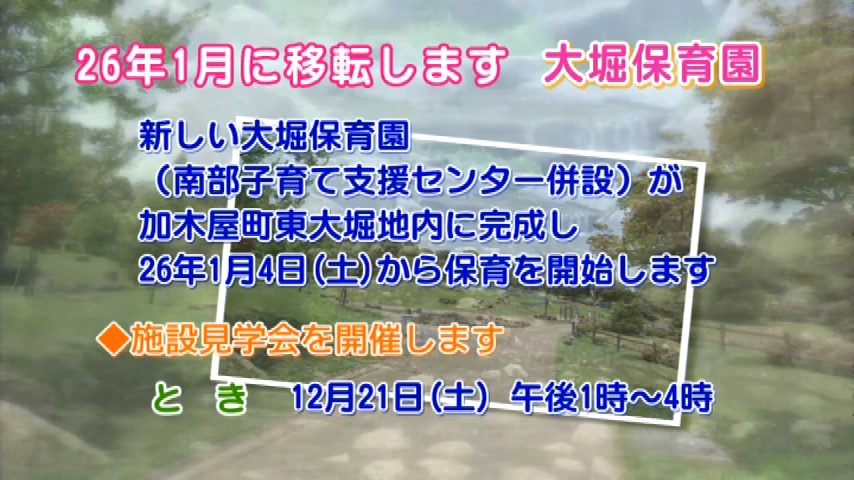 26年1月に移転します　大堀保育園
新しい大堀保育園
（南部子育て支援センター併設）が
加木屋町東大堀地内に完成し
26年1月4日(土)から保育を開始します
◆施設見学会を開催します
とき　12月21日(土)　午後1時～4時